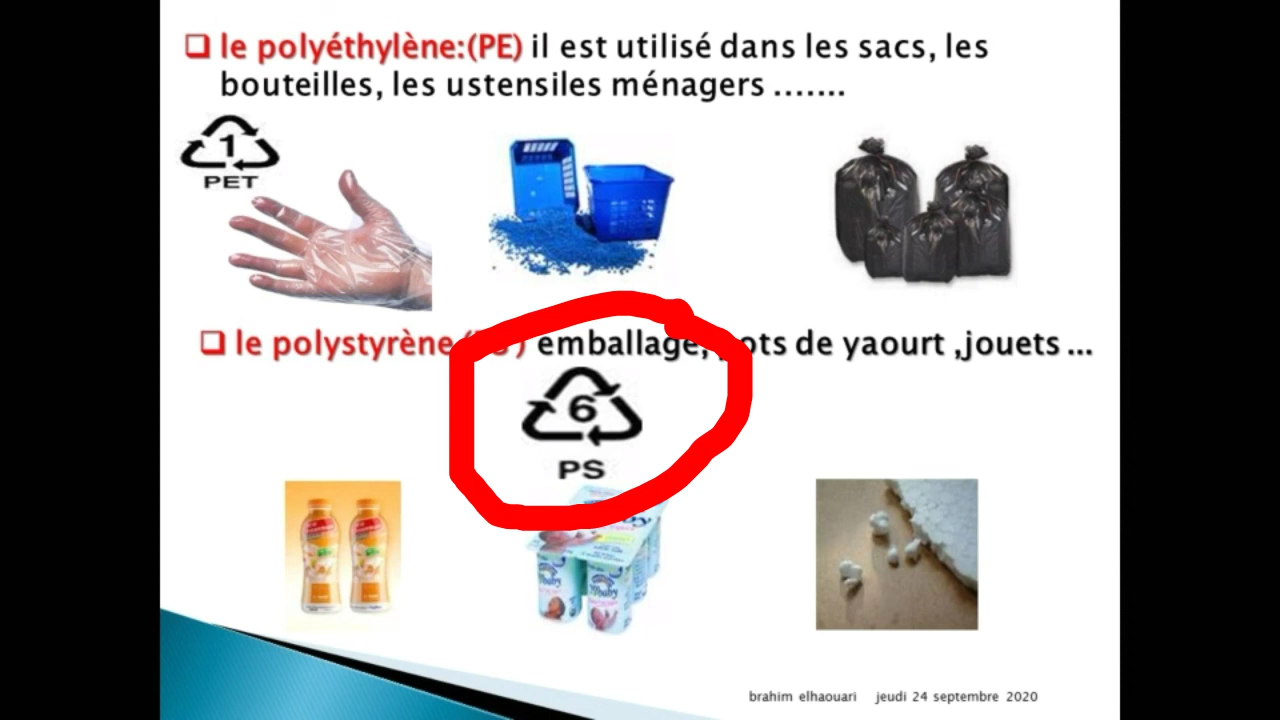 le polyéthylène:(PE) il est utilisé dans les sacs, les
bouteilles, les ustensiles ménagers .......
1
PET
le polystyrène emballage, de yaourt ,jouets ...
6
PS
brahim elhaouari jeudi 24 septembre 2020